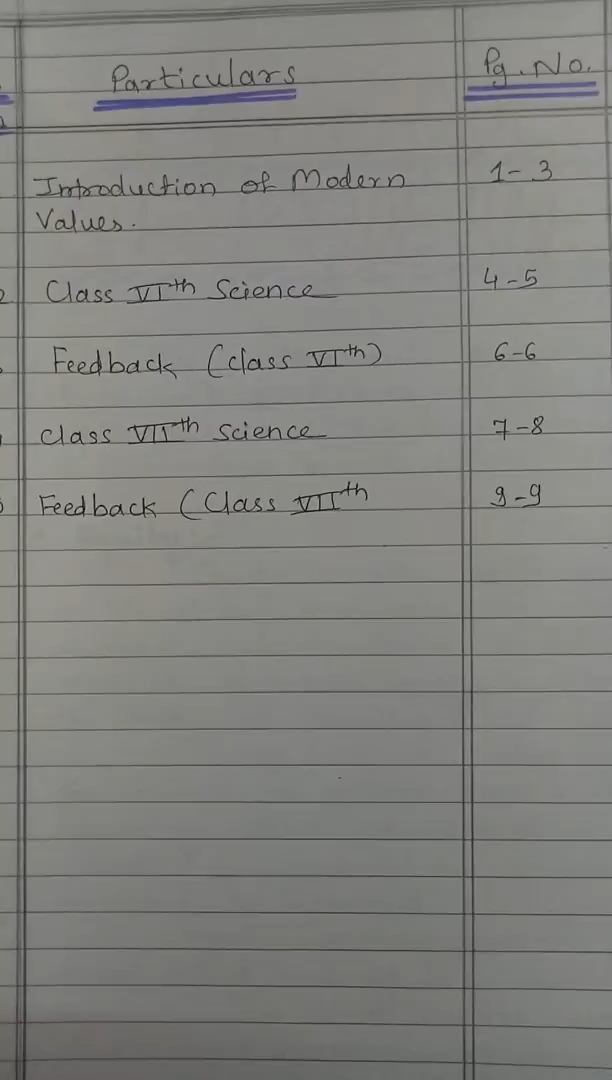 Particulars Pg. No.
Introduction of Modern 1-3
Values.
Class VIth Science 4-5
Feedback (class VIth) 6-6
class VIIth Science 7-8
Feedback (Class VIIth 9-9